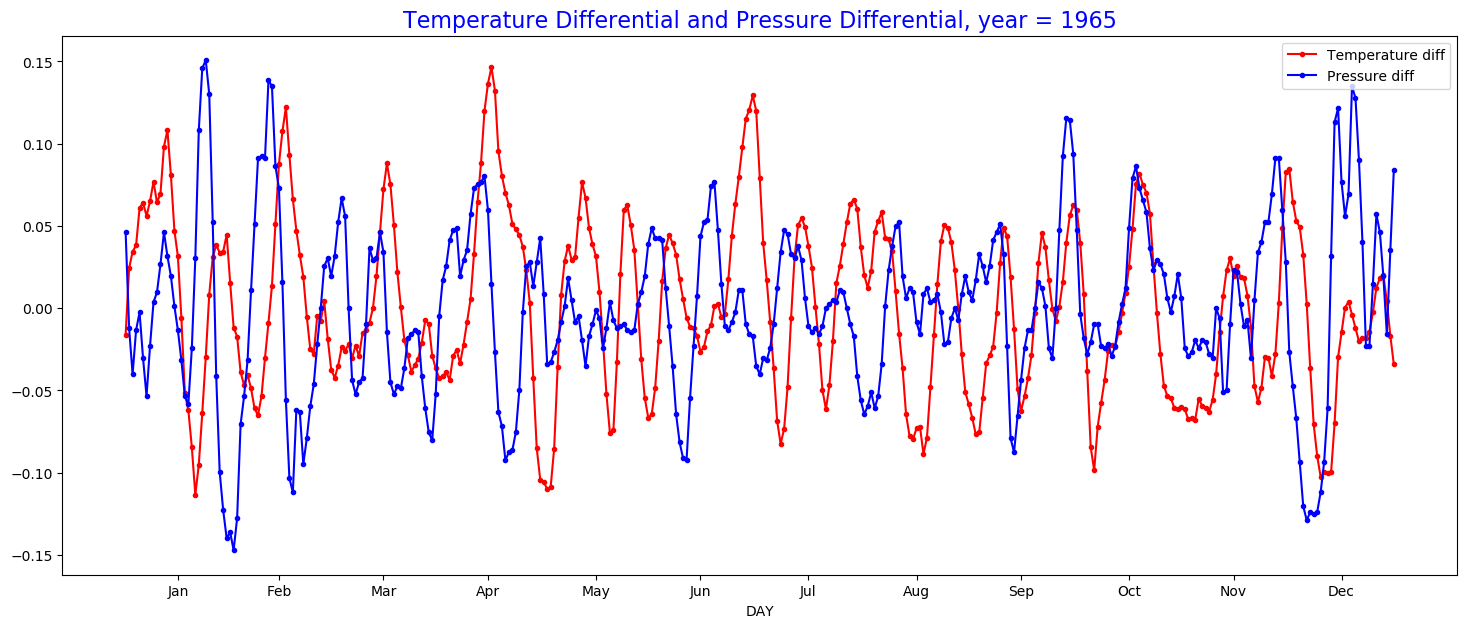 Temperature Differential and Pressure Differential, year = 1965
Temperature diff
Pressure diff
0.15
0.10
0.05
0.00
−0.05
−0.10
−0.15
Jan Feb Mar Apr May Jun Jul Aug Sep Oct Nov Dec
DAY